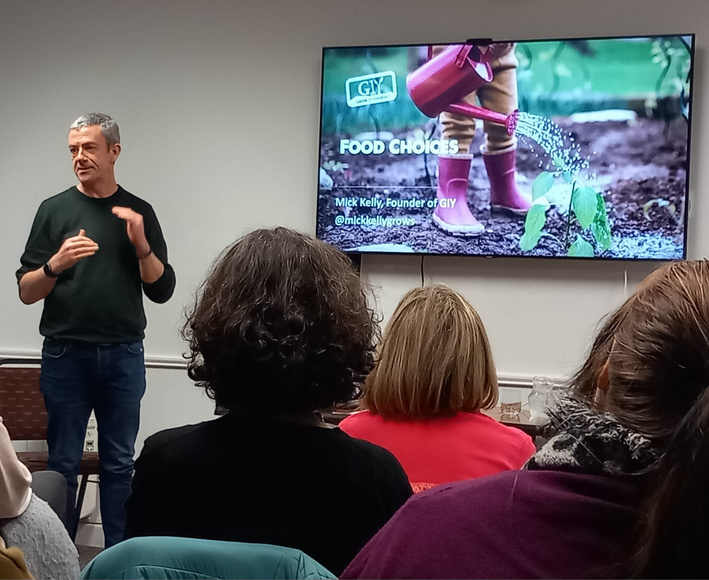 GIY
FOOD CHOICES
Mick Kelly, Founder of GIY
@mickkellygrows